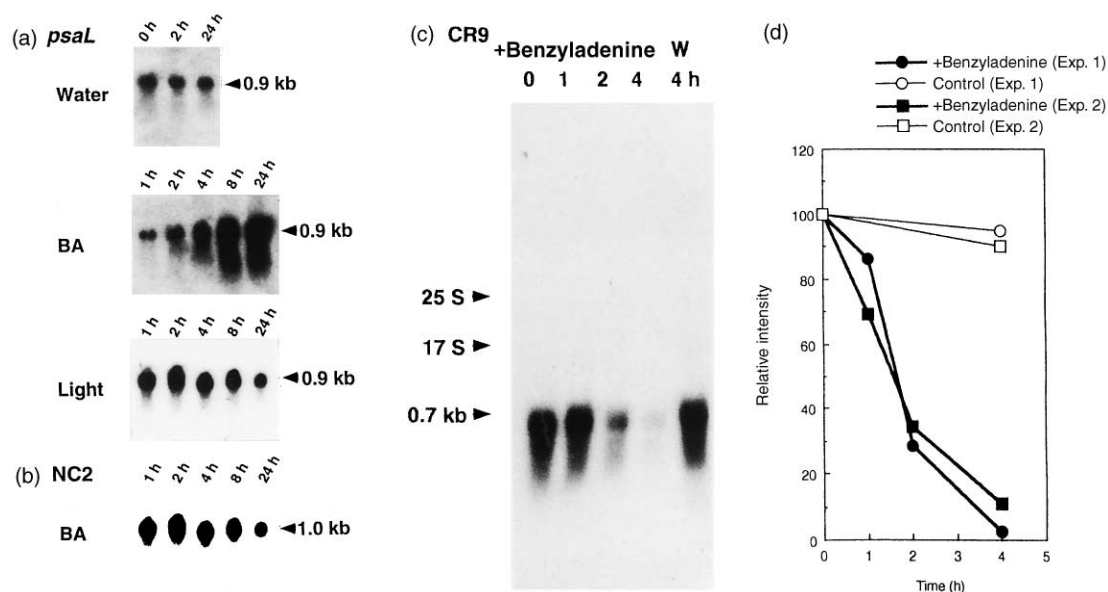 (a) psaL
0 h 2 h 24 h
Water
0.9 kb
1 h 2 h 4 h 8 h 24 h
BA
0.9 kb
1 h 2 h 4 h 8 h 24 h
Light
0.9 kb
(b) NC2
1 h 2 h 4 h 8 h 24 h
BA
1.0 kb
(c) CR9
+Benzyladenine W
0 1 2 4 4 h
25 S
17 S
0.7 kb
(d)
+Benzyladenine (Exp. 1)
Control (Exp. 1)
+Benzyladenine (Exp. 2)
Control (Exp. 2)
120
100
80
60
40
20
0
Relative intensity
0 1 2 3 4 5
Time (h)